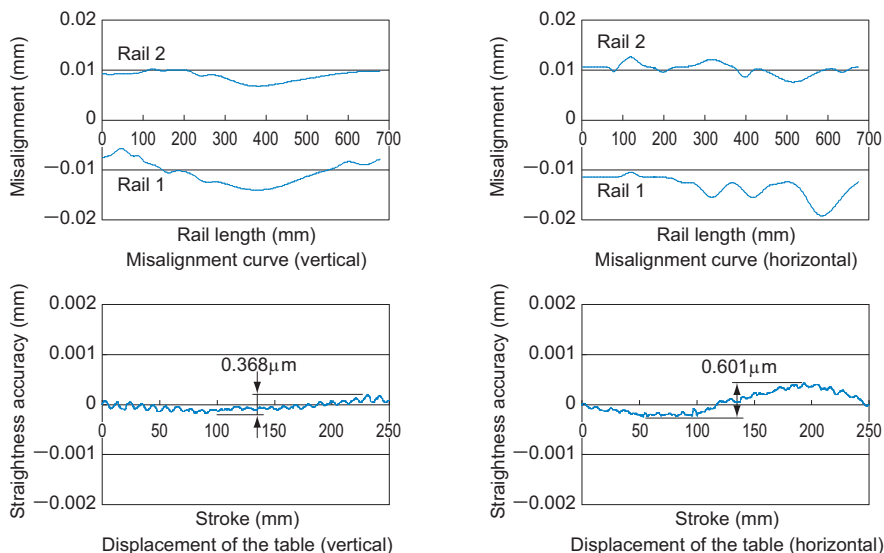 Misalignment (mm)
0.02
0.01
0
－0.01
－0.02
Rail 2
0 100 200 300 400 500 600 700
Rail 1
Rail length (mm)
Misalignment curve (vertical)
Misalignment (mm)
0.02
0.01
0
－0.01
－0.02
Rail 2
0 100 200 300 400 500 600 700
Rail 1
Rail length (mm)
Misalignment curve (horizontal)
Straightness accuracy (mm)
0.002
0.001
0
－0.001
－0.002
0.368μm
0 50 100 150 200 250
Stroke (mm)
Displacement of the table (vertical)
Straightness accuracy (mm)
0.002
0.001
0
－0.001
－0.002
0.601μm
0 50 100 150 200 250
Stroke (mm)
Displacement of the table (horizontal)